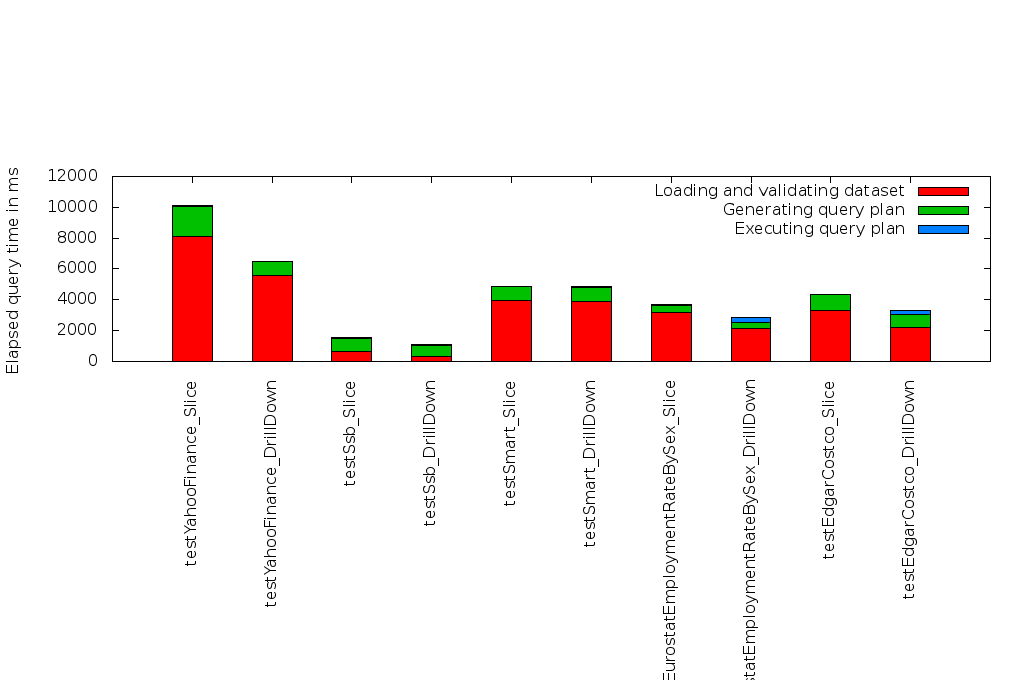 Elapsed query time in ms
12000
10000
8000
6000
4000
2000
0
Loading and validating dataset
Generating query plan
Executing query plan
testYahooFinance_Slice
testYahooFinance_DrillDown
testSsb_Slice
testSsb_DrillDown
testSmart_Slice
testSmart_DrillDown
EurostatEmploymentRateBySex_Slice
statEmploymentRateBySex_DrillDown
testEdgarCostco_Slice
testEdgarCostco_DrillDown